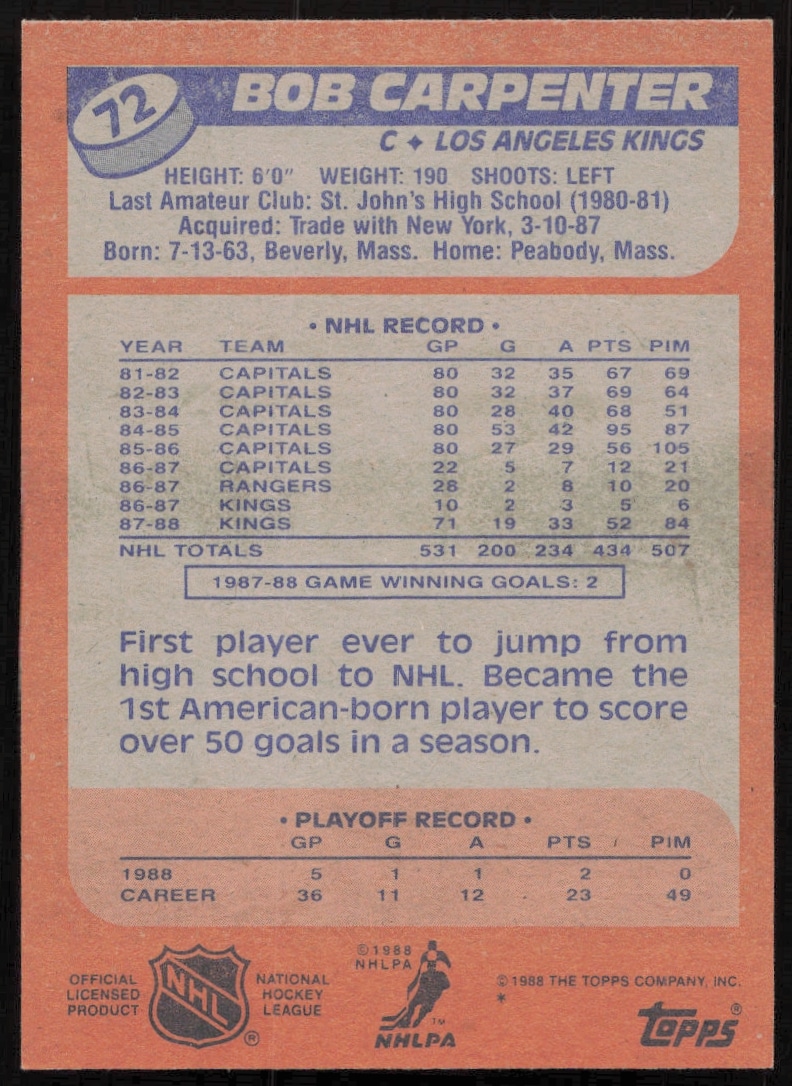 72
BOB CARPENTER
C ✦ LOS ANGELES KINGS
HEIGHT: 6'0" WEIGHT: 190 SHOOTS: LEFT
Last Amateur Club: St. John's High School (1980-81)
Acquired: Trade with New York, 3-10-87
Born: 7-13-63, Beverly, Mass. Home: Peabody, Mass.
• NHL RECORD •
YEAR TEAM GP G A PTS PIM
81-82 CAPITALS 80 32 35 67 69
82-83 CAPITALS 80 32 37 69 64
83-84 CAPITALS 80 28 40 68 51
84-85 CAPITALS 80 53 42 95 87
85-86 CAPITALS 80 27 29 56 105
86-87 CAPITALS 22 5 7 12 21
86-87 RANGERS 28 2 8 10 20
86-87 KINGS 10 2 3 5 6
87-88 KINGS 71 19 33 52 84
NHL TOTALS 531 200 234 434 507
1987-88 GAME WINNING GOALS: 2
First player ever to jump from
high school to NHL. Became the
1st American-born player to score
over 50 goals in a season.
• PLAYOFF RECORD •
GP G A PTS PIM
1988 5 1 1 2 0
CAREER 36 11 12 23 49
OFFICIAL
LICENSED
PRODUCT
NHL
®
NATIONAL
HOCKEY
LEAGUE
©1988
NHLPA
TM
NHLPA
©1988 THE TOPPS COMPANY, INC.
*
TOPPS®